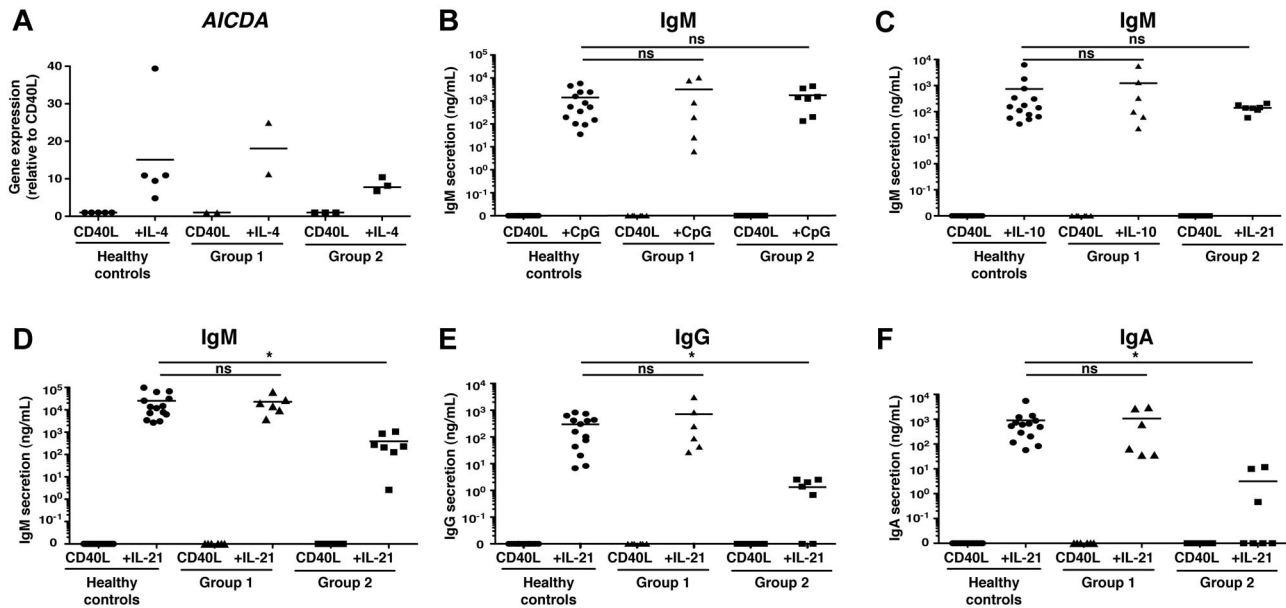 A
AICDA
Gene expression
(relative to CD40L)
40
30
20
10
0
CD40L +IL-4 CD40L +IL-4 CD40L +IL-4
Healthy controls Group 1 Group 2
B
IgM
ns
ns
IgM secretion (ng/mL)
10⁵
10⁴
10³
10²
10¹
10⁰
10⁻¹
0
CD40L +CpG CD40L +CpG CD40L +CpG
Healthy controls Group 1 Group 2
C
IgM
ns
ns
IgM secretion (ng/mL)
10⁴
10³
10²
10¹
10⁰
10⁻¹
0
CD40L +IL-10 CD40L +IL-10 CD40L +IL-21
Healthy controls Group 1 Group 2
D
IgM
*
ns
IgM secretion (ng/mL)
10⁵
10⁴
10³
10²
10¹
10⁰
10⁻¹
0
CD40L +IL-21 CD40L +IL-21 CD40L +IL-21
Healthy controls Group 1 Group 2
E
IgG
*
ns
IgG secretion (ng/mL)
10⁴
10³
10²
10¹
10⁰
10⁻¹
0
CD40L +IL-21 CD40L +IL-21 CD40L +IL-21
Healthy controls Group 1 Group 2
F
IgA
*
ns
IgA secretion (ng/mL)
10⁴
10³
10²
10¹
10⁰
10⁻¹
0
CD40L +IL-21 CD40L +IL-21 CD40L +IL-21
Healthy controls Group 1 Group 2